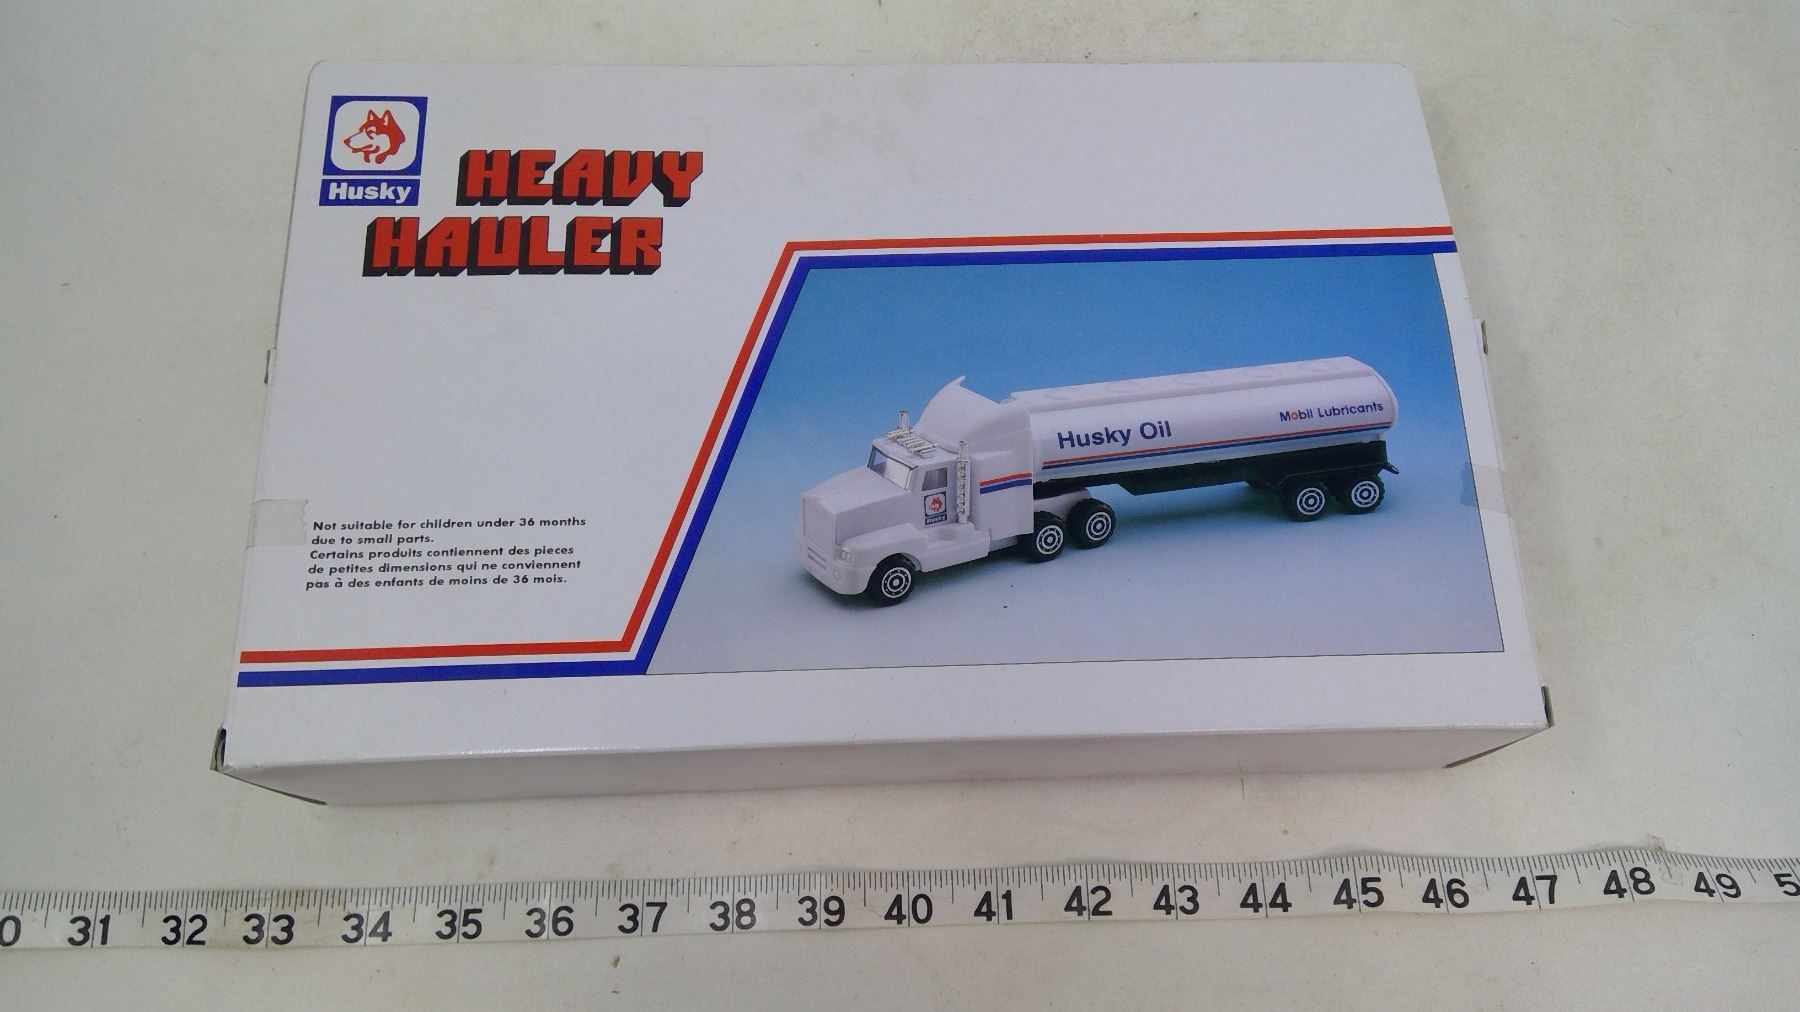 Husky
HEAVY
HAULER
Not suitable for children under 36 months
due to small parts.
Certains produits contiennent des pieces
de petites dimensions qui ne conviennent
pas à des enfants de moins de 36 mois.
Husky Oil
Mobil Lubricants
Husky
0 31 32 33 34 35 36 37 38 39 40 41 42 43 44 45 46 47 48 49 5